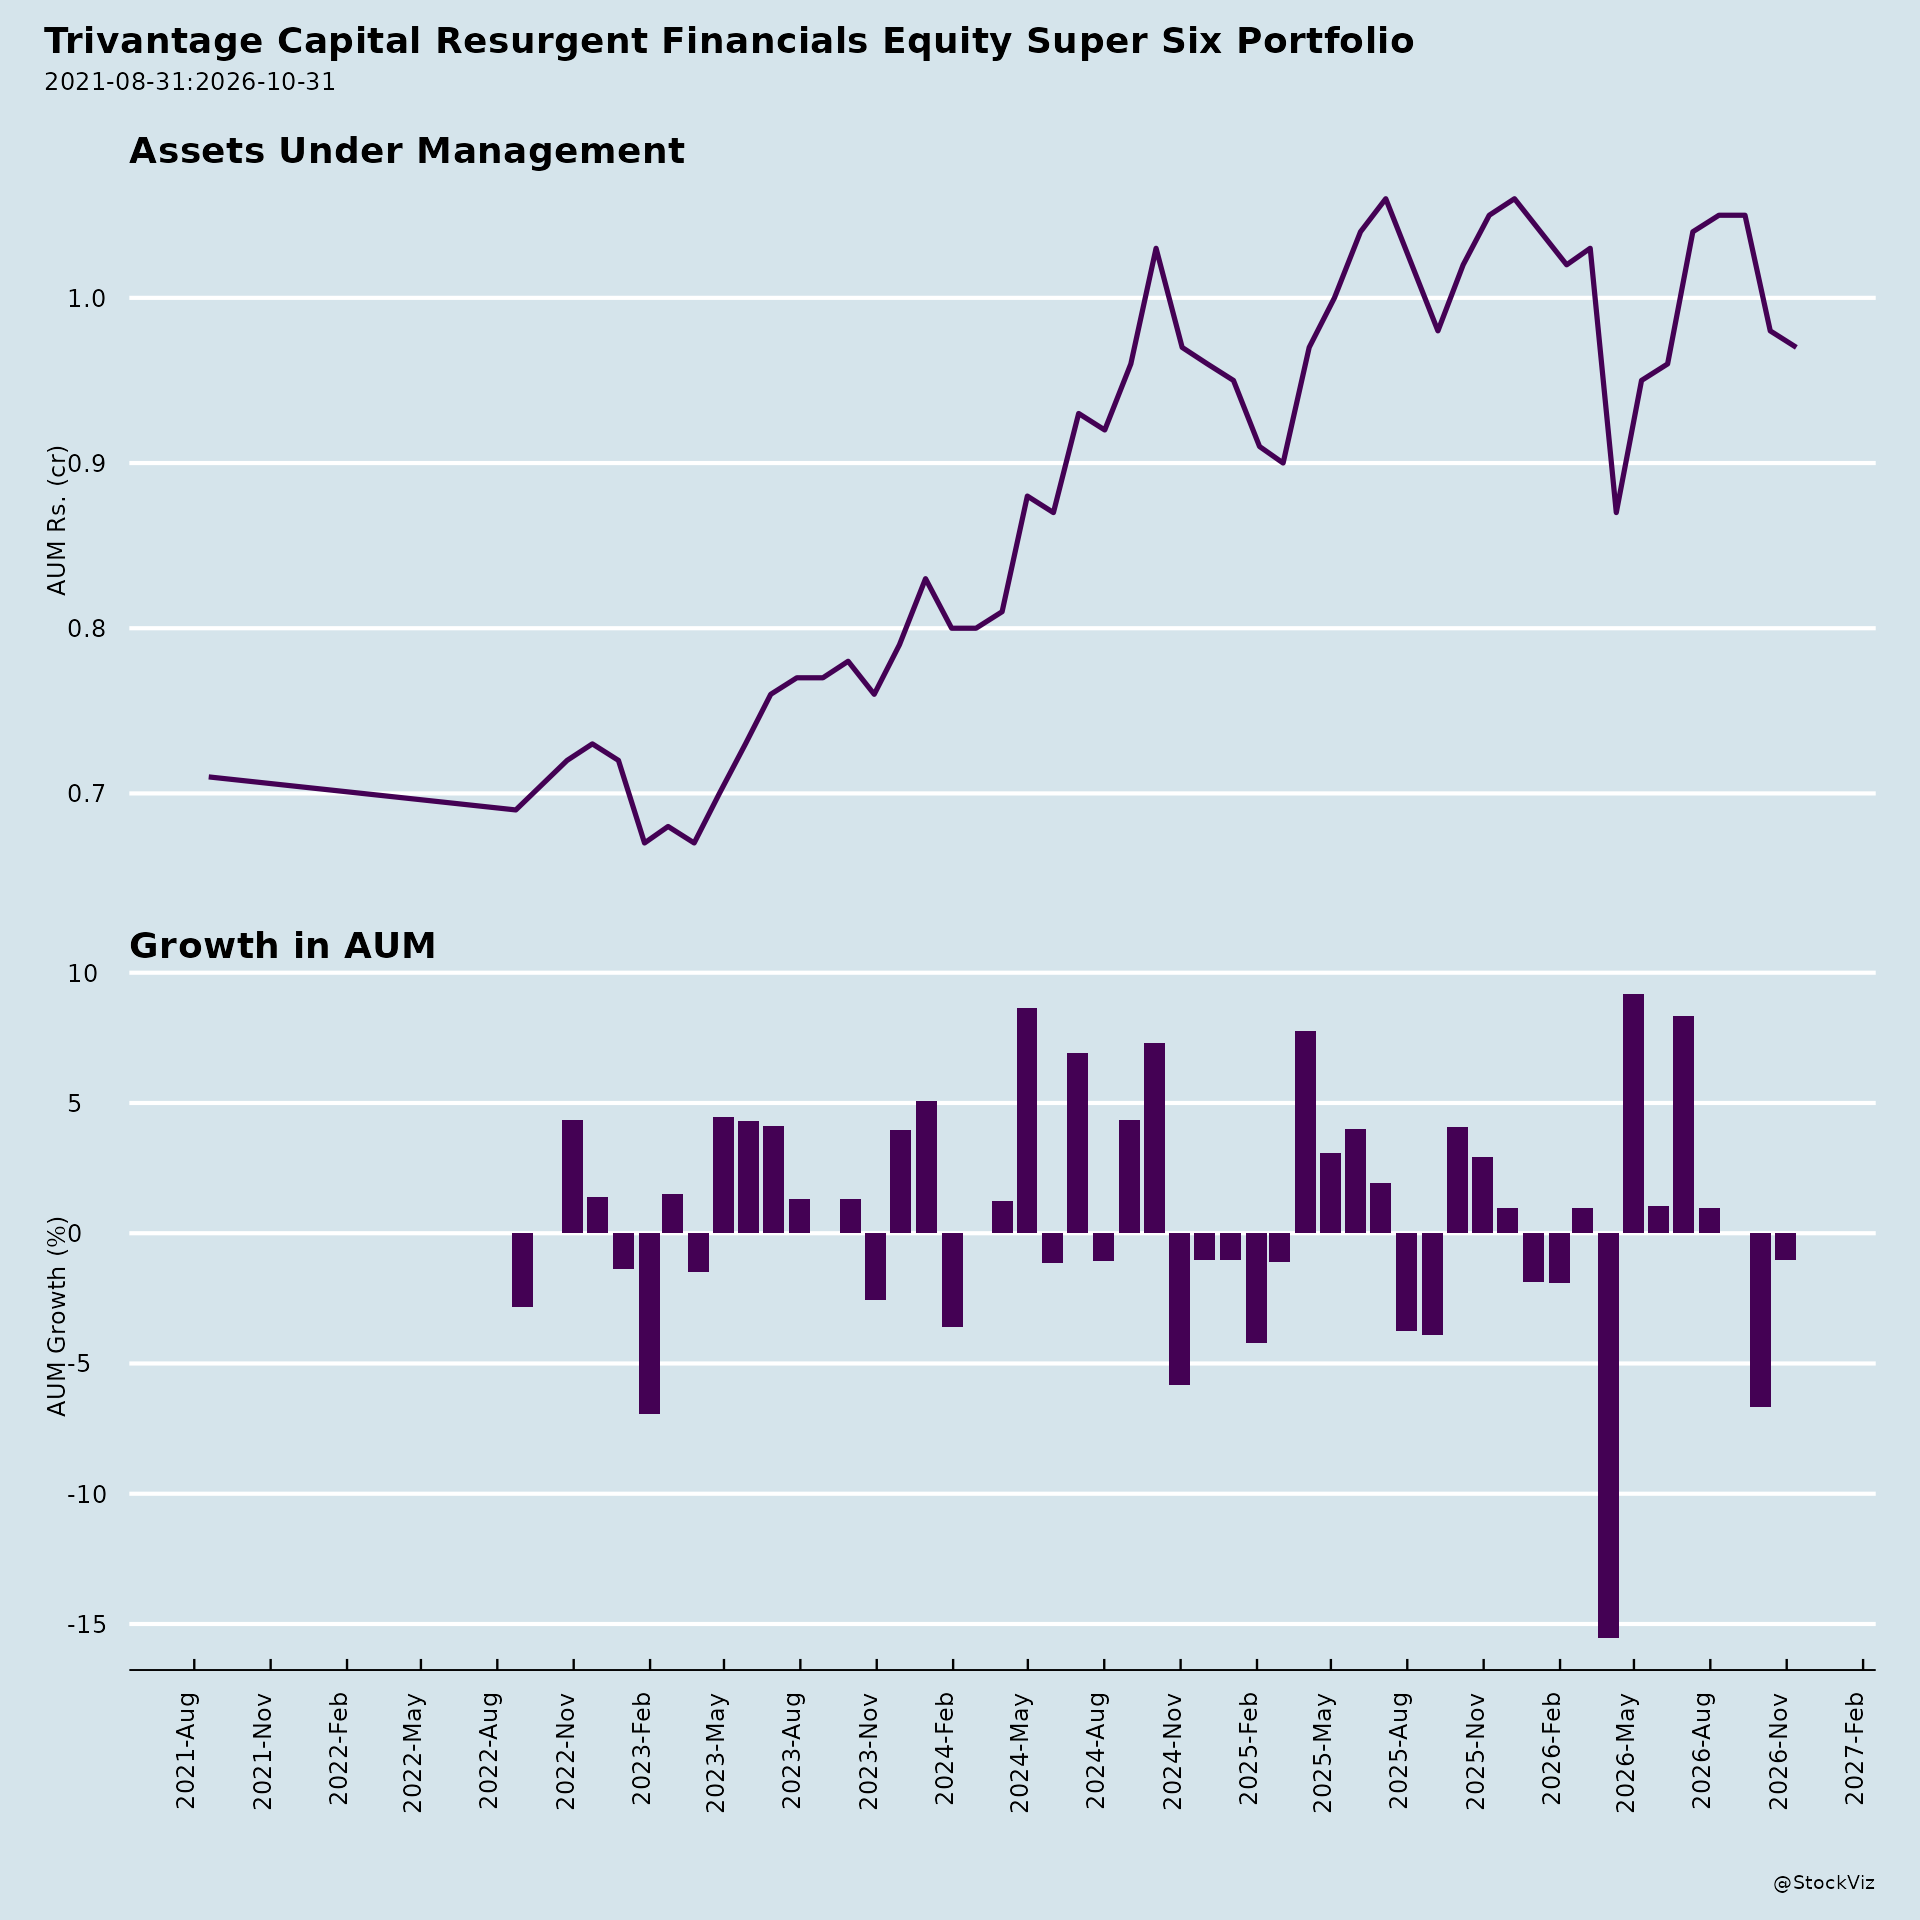 Trivantage Capital Resurgent Financials Equity Super Six Portfolio
2021-08-31:2026-10-31
Assets Under Management
AUM Rs. (cr)
1.0
0.9
0.8
0.7
Growth in AUM
AUM Growth (%)
10
5
0
-5
-10
-15
2021-Aug
2021-Nov
2022-Feb
2022-May
2022-Aug
2022-Nov
2023-Feb
2023-May
2023-Aug
2023-Nov
2024-Feb
2024-May
2024-Aug
2024-Nov
2025-Feb
2025-May
2025-Aug
2025-Nov
2026-Feb
2026-May
2026-Aug
2026-Nov
2027-Feb
@StockViz